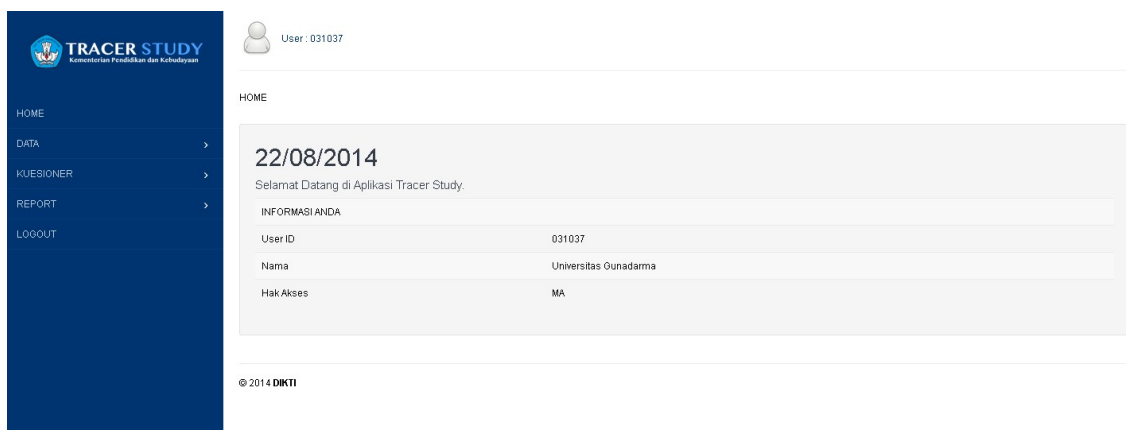 TRACER STUDY
Kementerian Pendidikan dan Kebudayaan
HOME
DATA
KUESIONER
REPORT
LOGOUT
User : 031037
HOME
22/08/2014
Selamat Datang di Aplikasi Tracer Study.
INFORMASI ANDA
User ID 031037
Nama Universitas Gunadarma
Hak Akses MA
© 2014 DIKTI